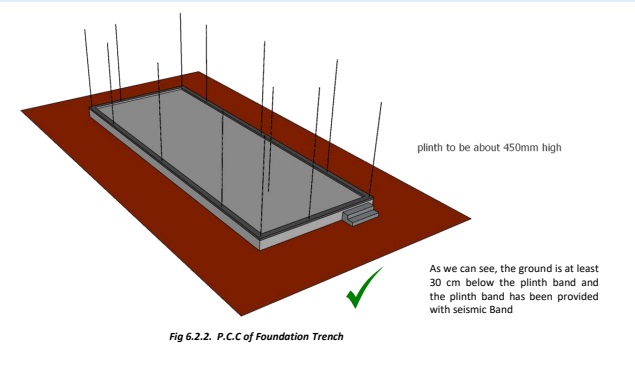 plinth to be about 450mm high
As we can see, the ground is at least
30 cm below the plinth band and
the plinth band has been provided
with seismic Band
Fig 6.2.2. P.C.C of Foundation Trench